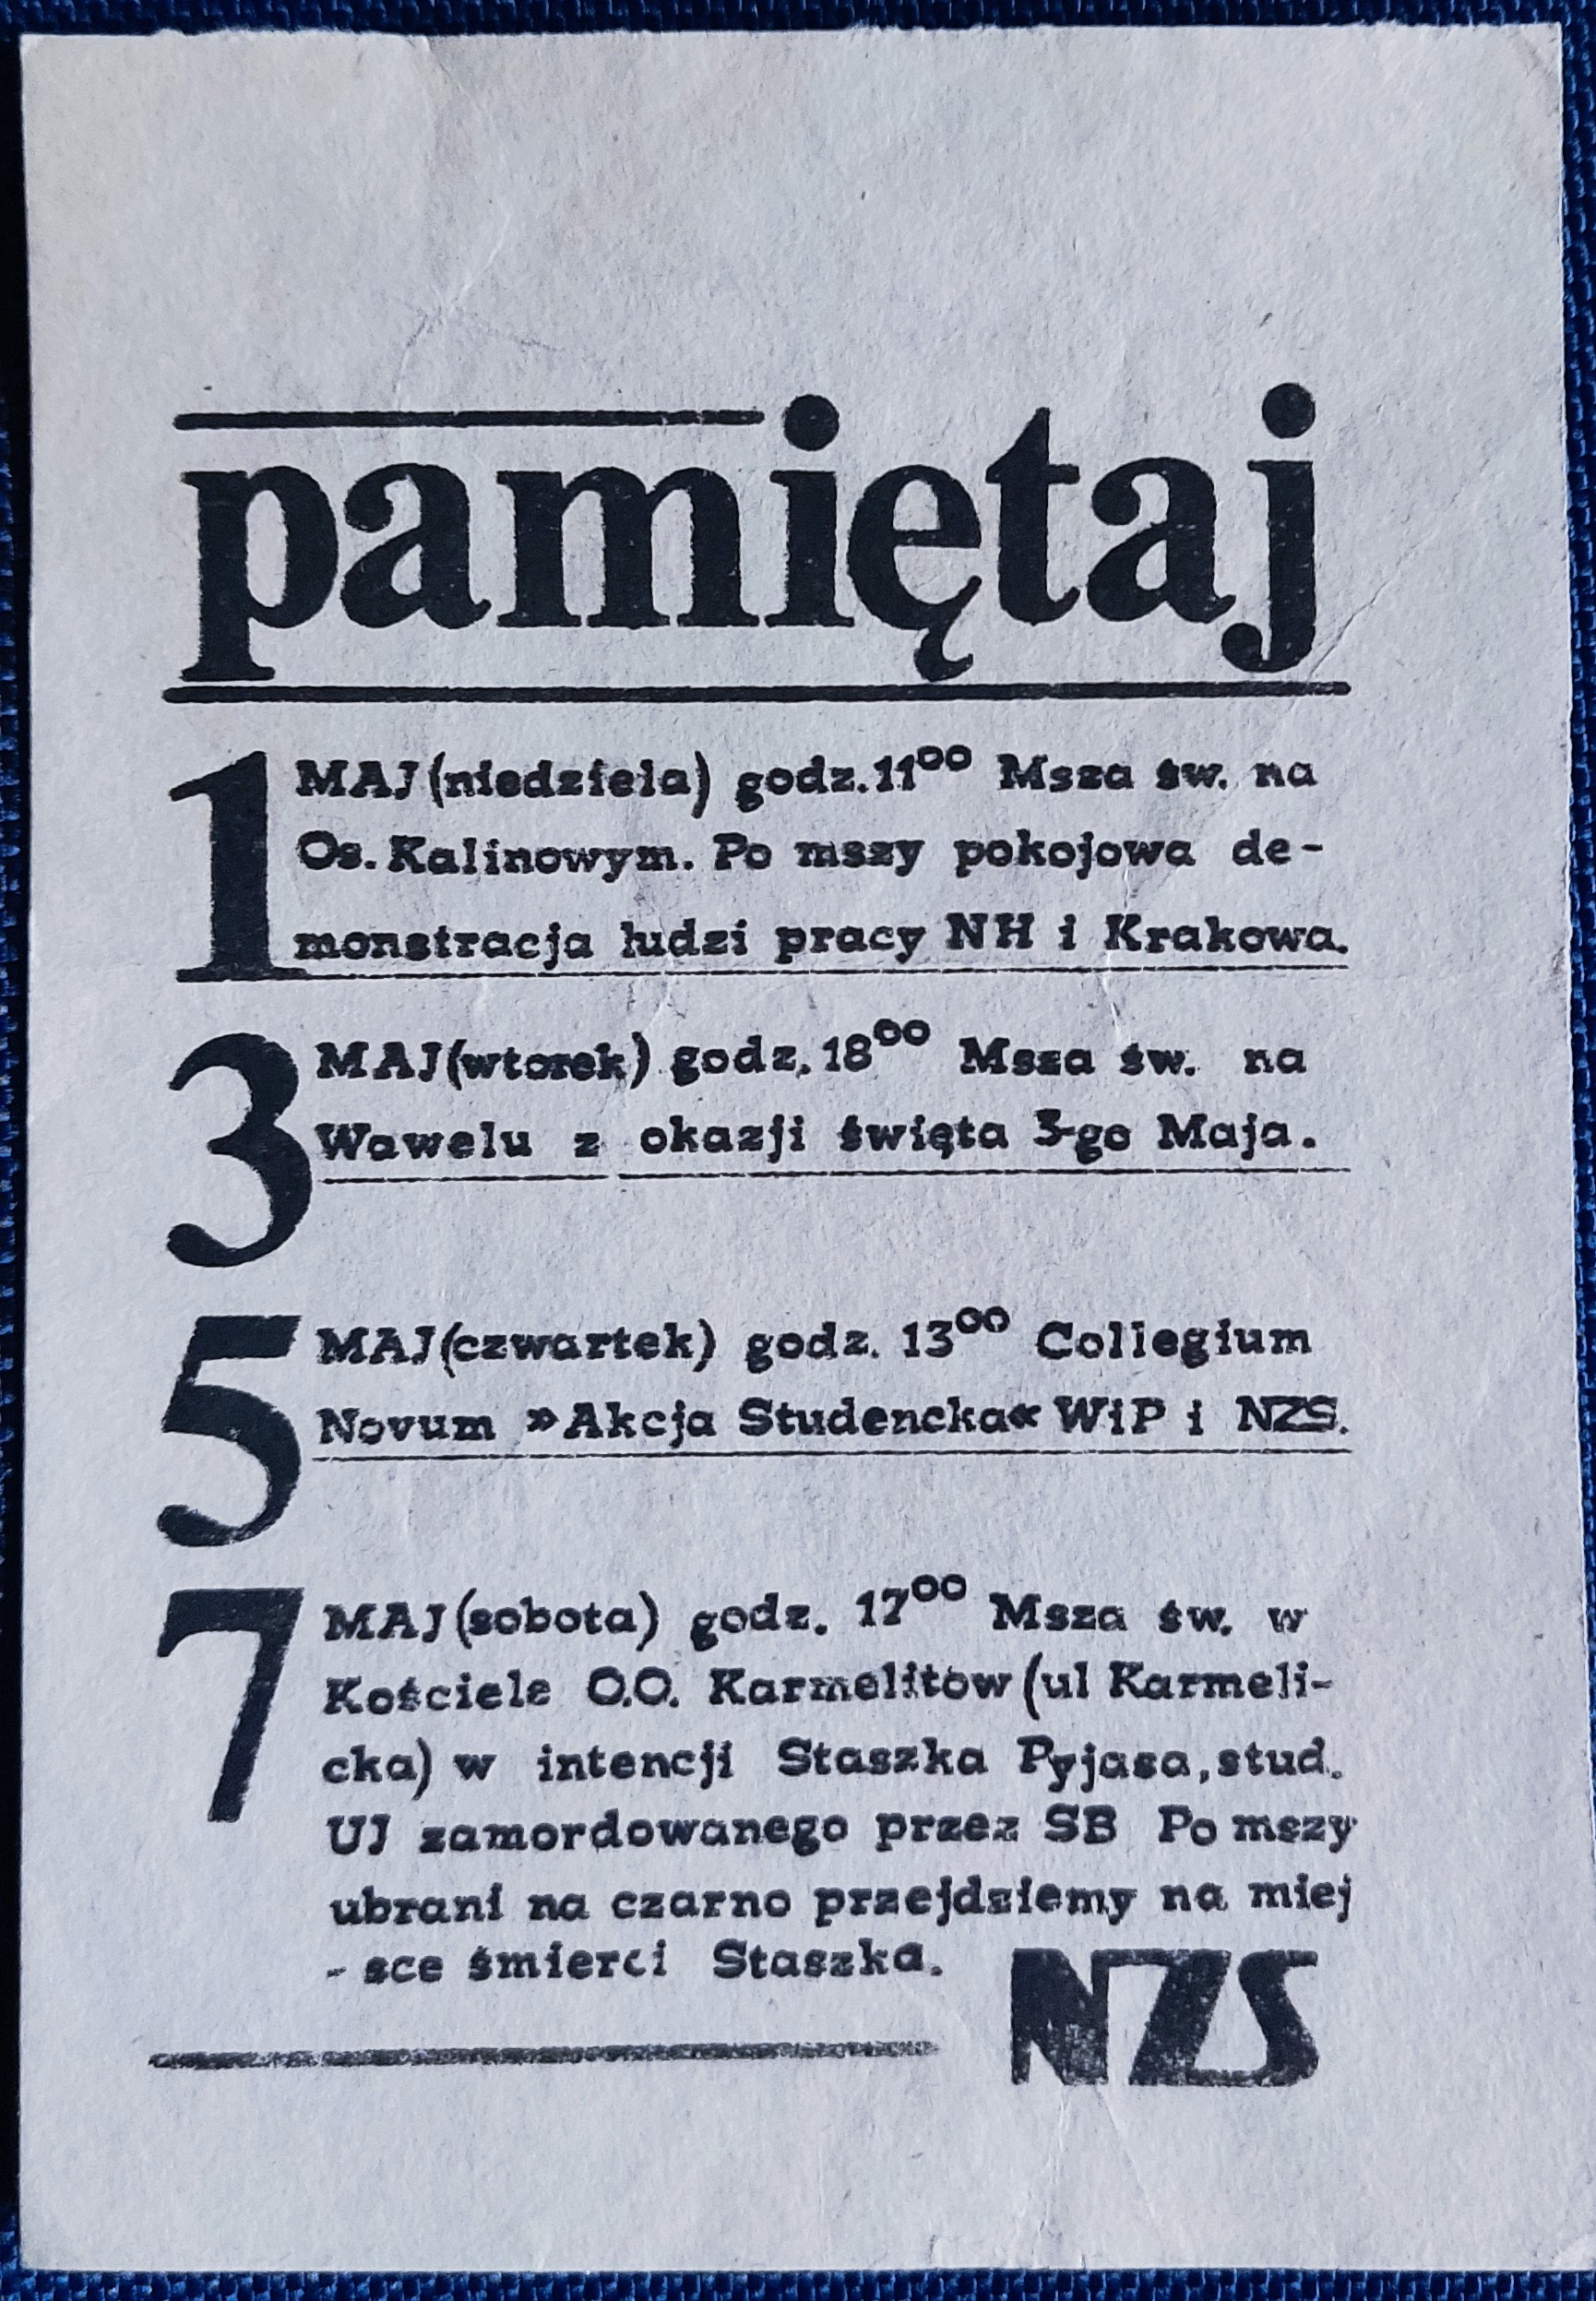 pamiętaj
1 MAJ (niedziela) godz. 11⁰⁰ Msza św. na
Os. Kalinowym. Po mszy pokojowa de-
monstracja ludzi pracy NH i Krakowa.
3 MAJ (wtorek) godz. 18⁰⁰ Msza św. na
Wawelu z okazji święta 3-go Maja.
5 MAJ (czwartek) godz. 13⁰⁰ Collegium
Novum »Akcja Studencka« WiP i NZS.
7 MAJ (sobota) godz. 17⁰⁰ Msza św. w
Kościele O.O. Karmelitów (ul Karmeli-
cka) w intencji Staszka Pyjasa, stud.
UJ zamordowanego przez SB Po mszy
ubrani na czarno przejdziemy na miej
- sce śmierci Staszka.
NZS